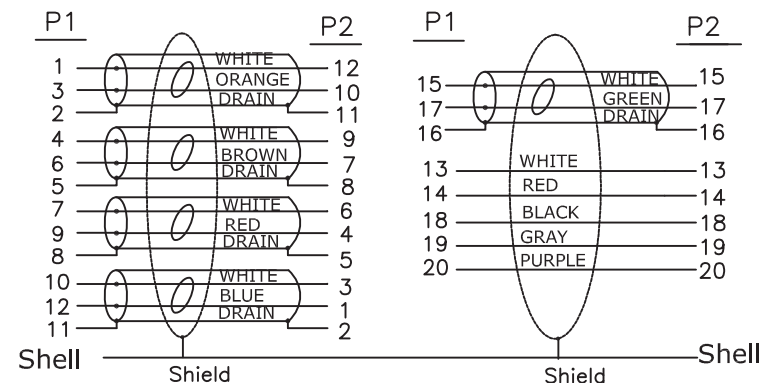 P1 P2
1 WHITE 12
3 ORANGE 10
2 DRAIN 11
4 WHITE 9
6 BROWN 7
5 DRAIN 8
7 WHITE 6
9 RED 4
8 DRAIN 5
10 WHITE 3
12 BLUE 1
11 DRAIN 2
P1 P2
15 WHITE 15
17 GREEN 17
16 DRAIN 16
13 WHITE 13
14 RED 14
18 BLACK 18
19 GRAY 19
20 PURPLE 20
Shell Shell
Shield Shield